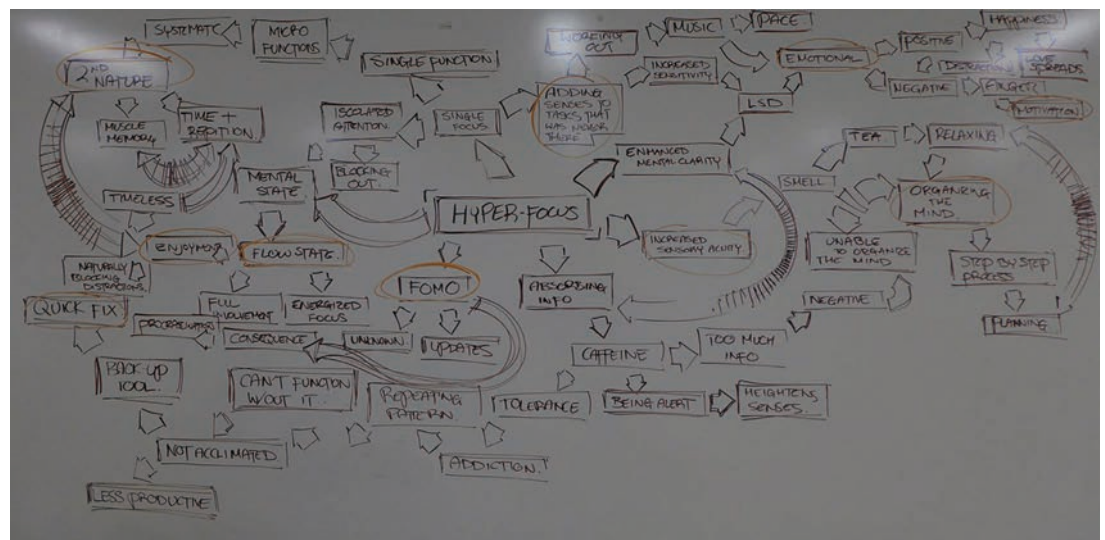 SYSTEMATIC
MICRO
FUNCTIONS
2ND
NATURE
MUSCLE
MEMORY
TIME +
TIMELESS
SINGLE FUNCTION
ISOLATED
ATTENTION
SINGLE
FOCUS
BLOCKING
OUT.
MENTAL
STATE
HYPER-FOCUS
WORKING
OUT
MUSIC
PACE.
INCREASED
SENSITIVITY
ADDING
SENSES TO
TASKS THAT
HAS NEVER
THERE
LSD
EMOTIONAL
POSITIVE
HAPPINESS
SPREADS.
NEGATIVE
MOTIVATION
ENHANCED
MENTAL CLARITY
TEA
RELAXING
SHELL
ORGANIZING
THE
MIND.
UNABLE
TO ORGANIZE
THE MIND
STEP BY STEP
PROCESS
PLANNING
NEGATIVE
INCREASED
SENSORY ACUITY
ENJOYMENT
FLOW STATE.
NATURALLY
BLOCKING
DISTRACTIONS.
QUICK FIX
FULL
INVOLVEMENT
ENERGIZED
FOCUS
FOMO
ABSORBING
INFO
CONSEQUENCE
UNKNOWN
UPDATES
CAFFEINE
TOO MUCH
INFO
BACK-UP
TOOL.
CAN'T FUNCTION
W/OUT IT.
REPEATING
PATTERN.
TOLERANCE
BEING ALERT
HEIGHTENS
SENSES.
NOT ACCLIMATED
ADDICTION.
LESS PRODUCTIVE